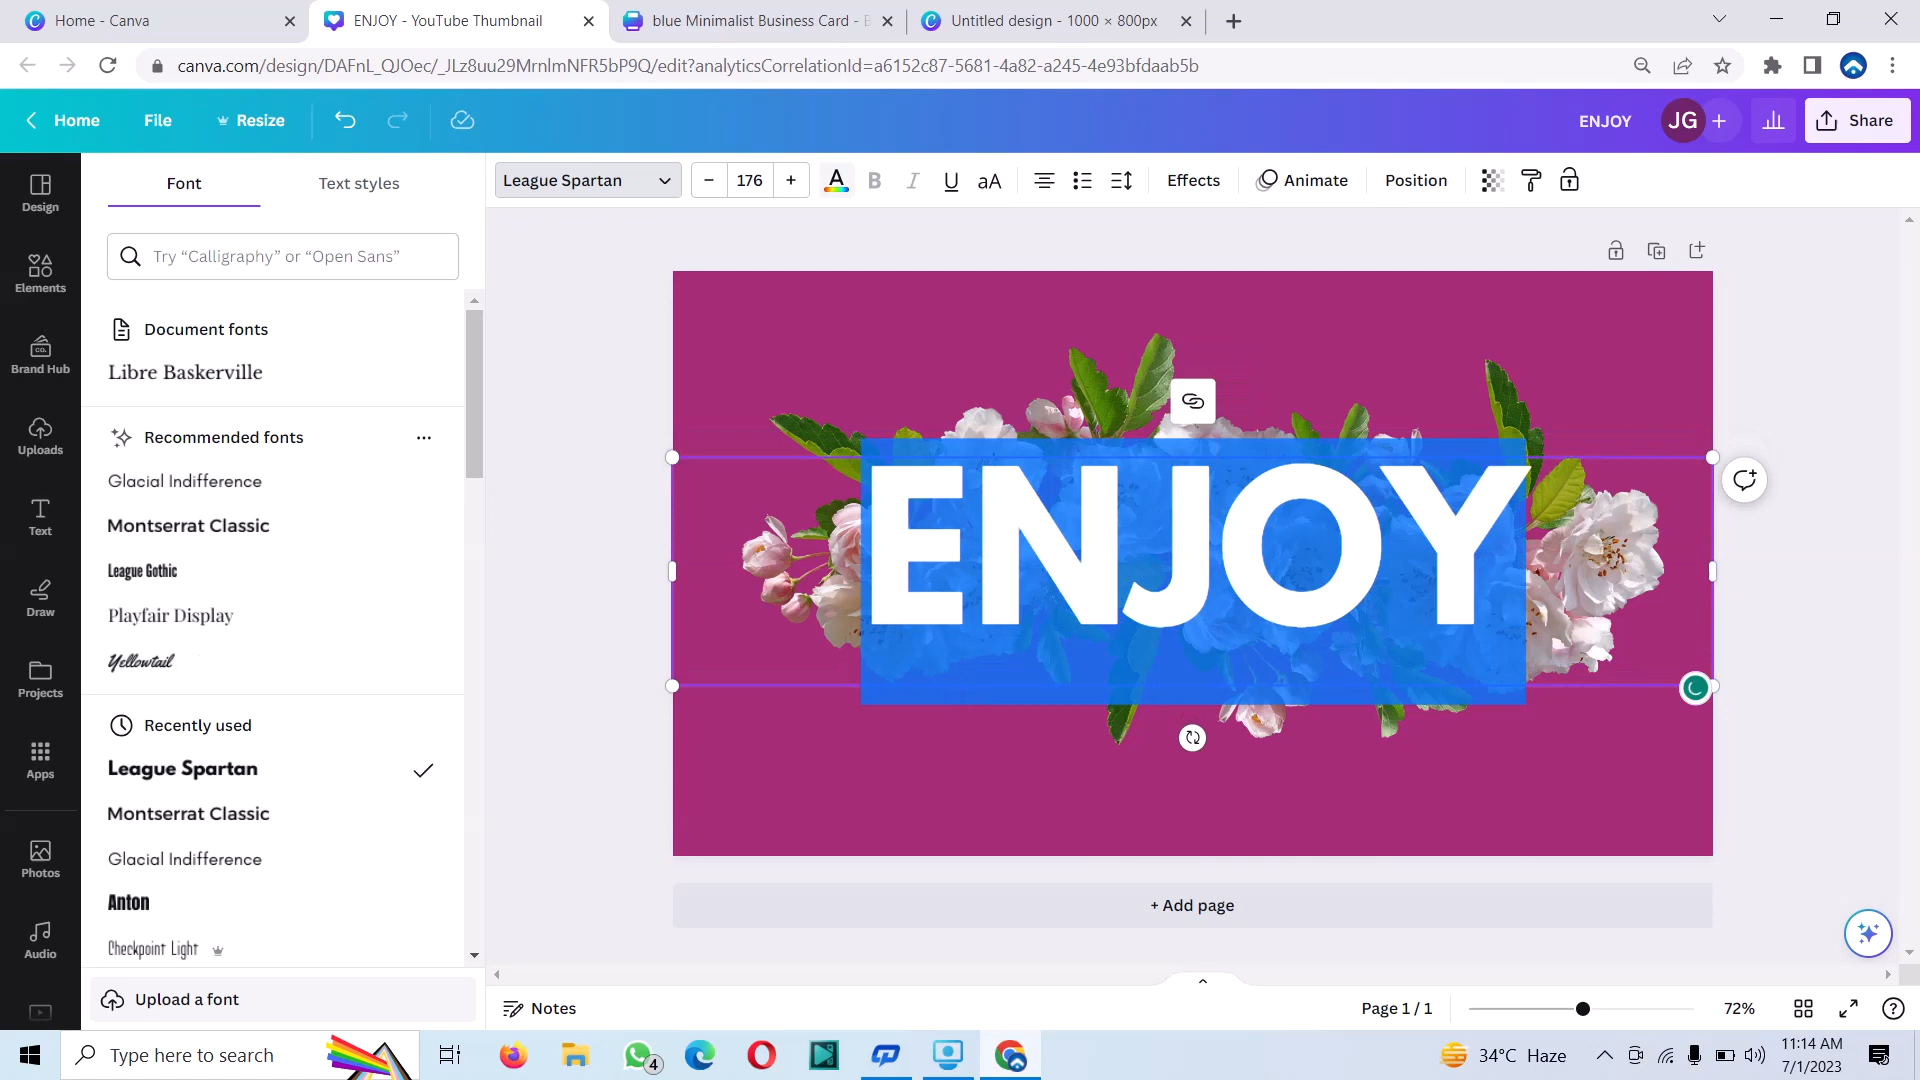 Home - Canva
ENJOY - YouTube Thumbnail
blue Minimalist Business Card - B
Untitled design - 1000 × 800px
canva.com/design/DAFnL_QJOec/_JLz8uu29MrnlmNFR5bP9Q/edit?analyticsCorrelationId=a6152c87-5681-4a82-a245-4e93bfdaab5b
Home
File
Resize
ENJOY
JG
Share
Design
Elements
Brand Hub
CO.
Uploads
Text
Draw
Projects
Apps
Photos
Audio
Font
Text styles
Try “Calligraphy” or “Open Sans”
Document fonts
Libre Baskerville
Recommended fonts
Glacial Indifference
Montserrat Classic
League Gothic
Playfair Display
Yellowtail
Recently used
League Spartan
Montserrat Classic
Glacial Indifference
Anton
Checkpoint Light
Upload a font
League Spartan
176
A
B
I
U
aA
Effects
Animate
Position
ENJOY
+ Add page
Notes
Page 1 / 1
72%
Type here to search
4
34°C Haze
11:14 AM
7/1/2023